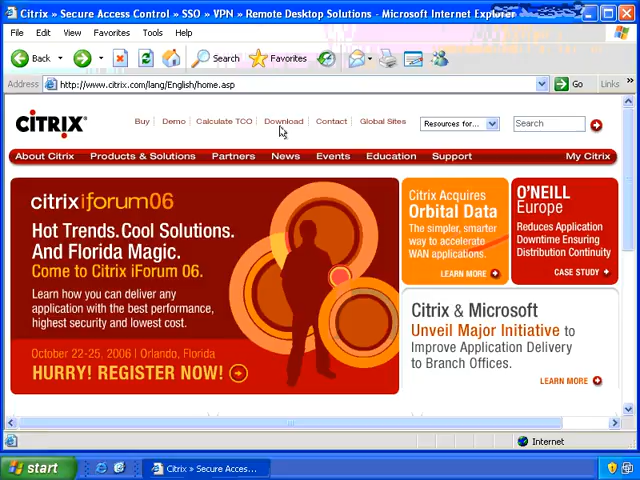 Citrix » Secure Access Control » SSO » VPN » Remote Desktop Solutions - Microsoft Internet Explorer
File Edit View Favorites Tools Help
Back Search Favorites
Address http://www.citrix.com/lang/English/home.asp Go Links »
CITRIX
Buy | Demo | Calculate TCO | Download | Contact | Global Sites
Resources for... Search
About Citrix Products & Solutions Partners News Events Education Support My Citrix
citrix iforum06
Hot Trends. Cool Solutions.
And Florida Magic.
Come to Citrix iForum 06.
Learn how you can deliver any
application with the best performance,
highest security and lowest cost.
October 22-25, 2006 | Orlando, Florida
HURRY! REGISTER NOW!
Citrix Acquires
Orbital Data
The simpler, smarter
way to accelerate
WAN applications.
LEARN MORE
O'NEILL
Europe
Reduces Application
Downtime Ensuring
Distribution Continuity
CASE STUDY
Citrix & Microsoft
Unveil Major Initiative to
Improve Application Delivery
to Branch Offices.
LEARN MORE
Internet
start Citrix » Secure Acces...